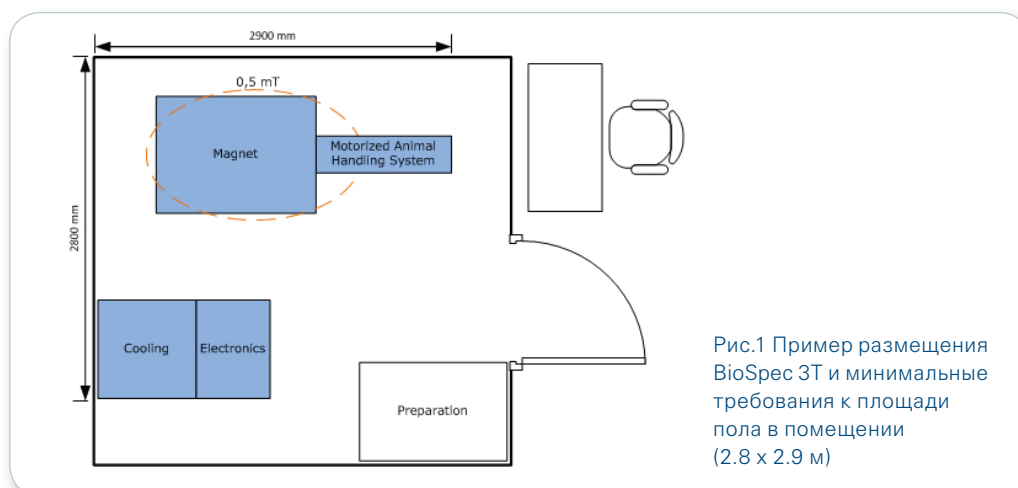 2900 mm
0,5 mT
Magnet
Motorized Animal
Handling System
2800 mm
Cooling
Electronics
Preparation
Рис.1 Пример размещения
BioSpec 3T и минимальные
требования к площади
пола в помещении
(2.8 x 2.9 м)